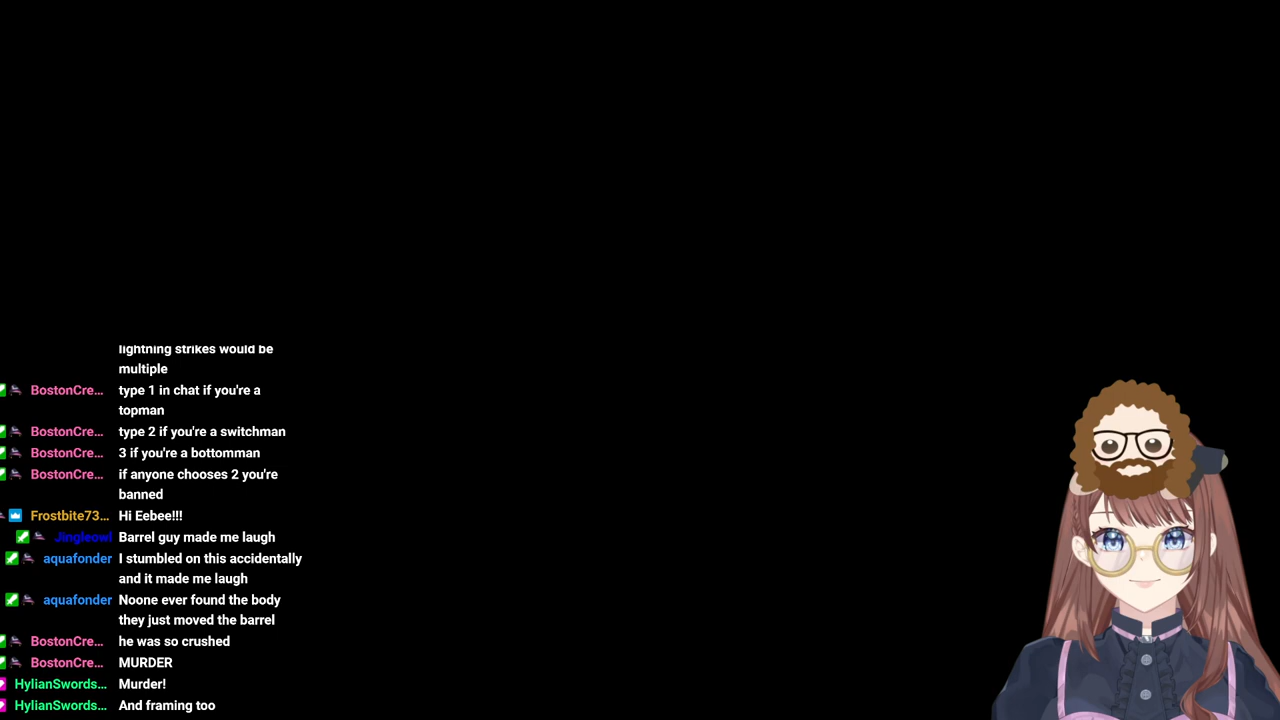 lightning strikes would be
multiple
BostonCre... type 1 in chat if you're a
topman
BostonCre... type 2 if you're a switchman
BostonCre... 3 if you're a bottomman
BostonCre... if anyone chooses 2 you're
banned
Frostbite73... Hi Eebee!!!
Jingleowl Barrel guy made me laugh
aquafonder I stumbled on this accidentally
and it made me laugh
aquafonder Noone ever found the body
they just moved the barrel
BostonCre... he was so crushed
BostonCre... MURDER
HylianSwords... Murder!
HylianSwords... And framing too